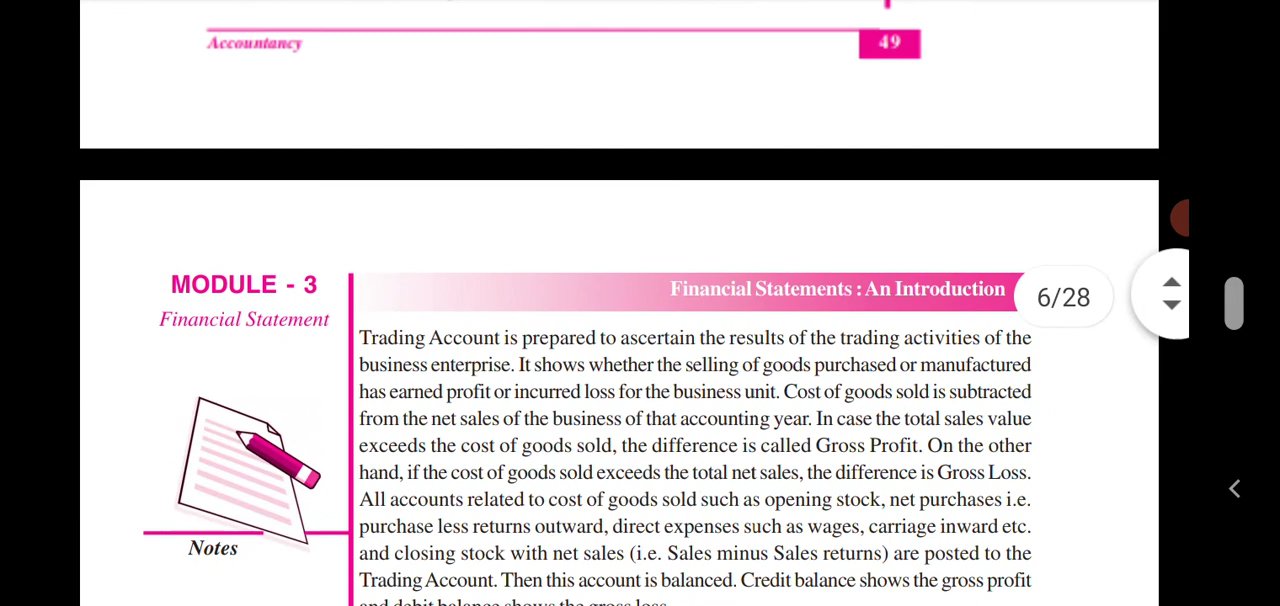 Accountancy
49
MODULE - 3
Financial Statement
Notes
Financial Statements : An Introduction
6/28
Trading Account is prepared to ascertain the results of the trading activities of the
business enterprise. It shows whether the selling of goods purchased or manufactured
has earned profit or incurred loss for the business unit. Cost of goods sold is subtracted
from the net sales of the business of that accounting year. In case the total sales value
exceeds the cost of goods sold, the difference is called Gross Profit. On the other
hand, if the cost of goods sold exceeds the total net sales, the difference is Gross Loss.
All accounts related to cost of goods sold such as opening stock, net purchases i.e.
purchase less returns outward, direct expenses such as wages, carriage inward etc.
and closing stock with net sales (i.e. Sales minus Sales returns) are posted to the
Trading Account. Then this account is balanced. Credit balance shows the gross profit
and debit balance shows the gross loss.